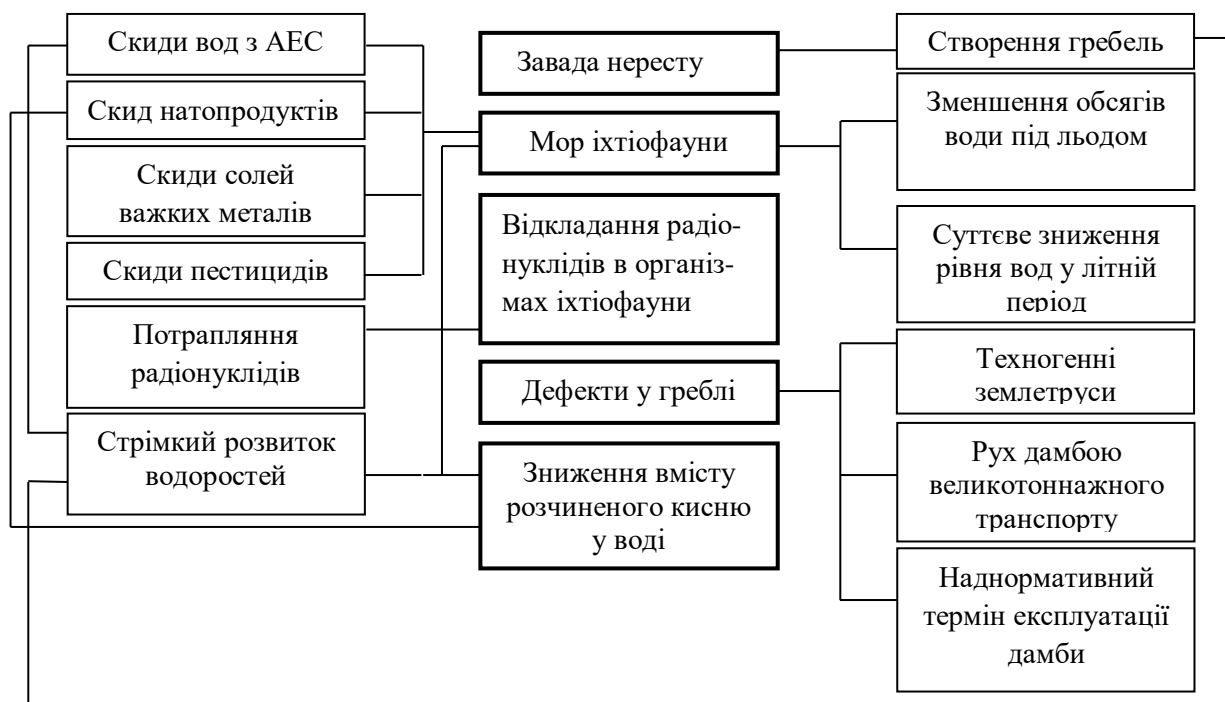 Скиди вод з АЕС
Скид натопродуктів
Скиди солей
важких металів
Скиди пестицидів
Потрапляння
радіонуклідів
Стрімкий розвиток
водоростей
Завада нересту
Мор іхтіофауни
Відкладання радіо-
нуклідів в організ-
мах іхтіофауни
Дефекти у греблі
Зниження вмісту
розчиненого кисню
у воді
Створення гребель
Зменшення обсягів
води під льодом
Суттєве зниження
рівня вод у літній
період
Техногенні
землетруси
Рух дамбою
великотоннажного
транспорту
Наднормативний
термін експлуатації
дамби